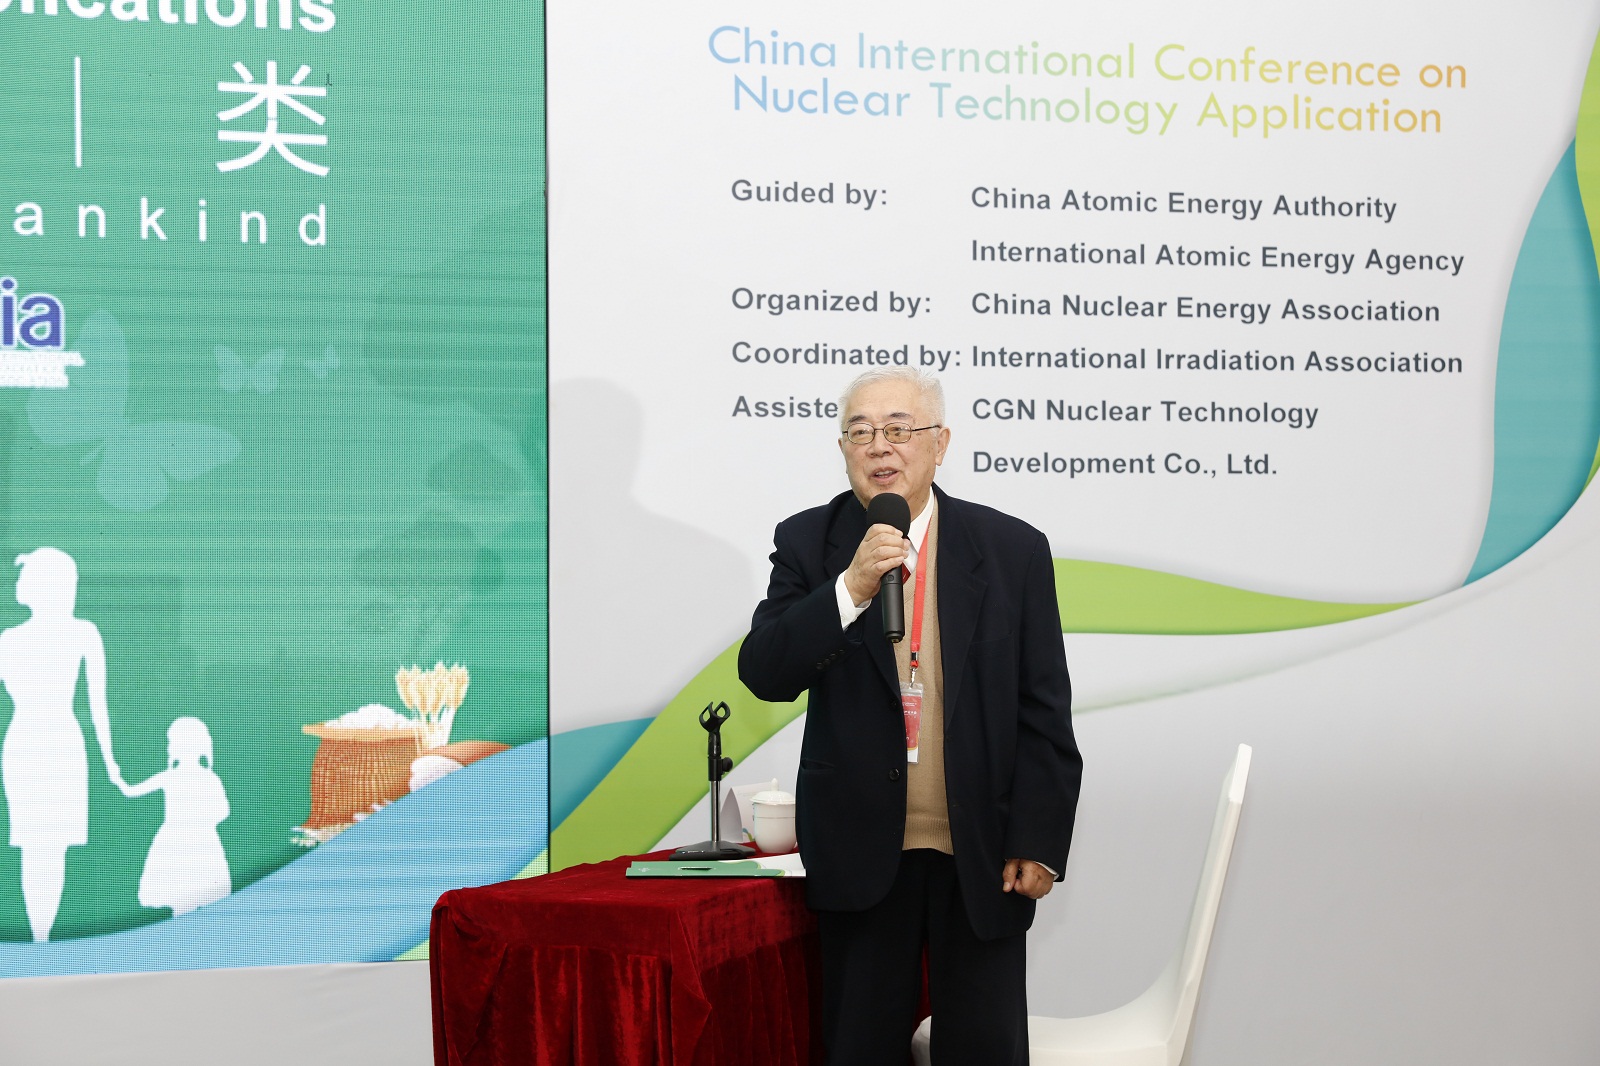 plications
类
ankind
ia
China International Conference on
Nuclear Technology Application
Guided by: China Atomic Energy Authority
International Atomic Energy Agency
Organized by: China Nuclear Energy Association
Coordinated by: International Irradiation Association
Assiste CGN Nuclear Technology
Development Co., Ltd.